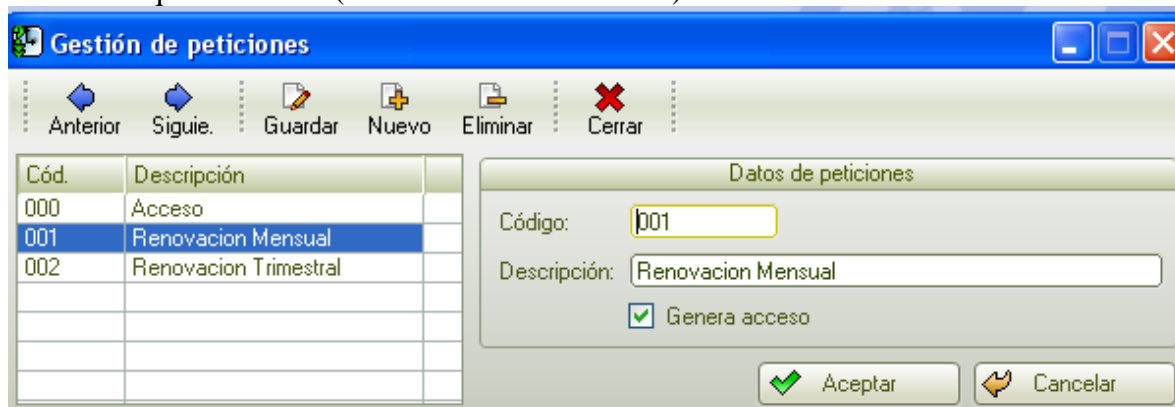 Gestión de peticiones
Anterior Siguie. Guardar Nuevo Eliminar Cerrar
Cód. Descripción
000 Acceso
001 Renovacion Mensual
002 Renovacion Trimestral
Datos de peticiones
Código: 001
Descripción: Renovacion Mensual
Genera acceso
Aceptar Cancelar